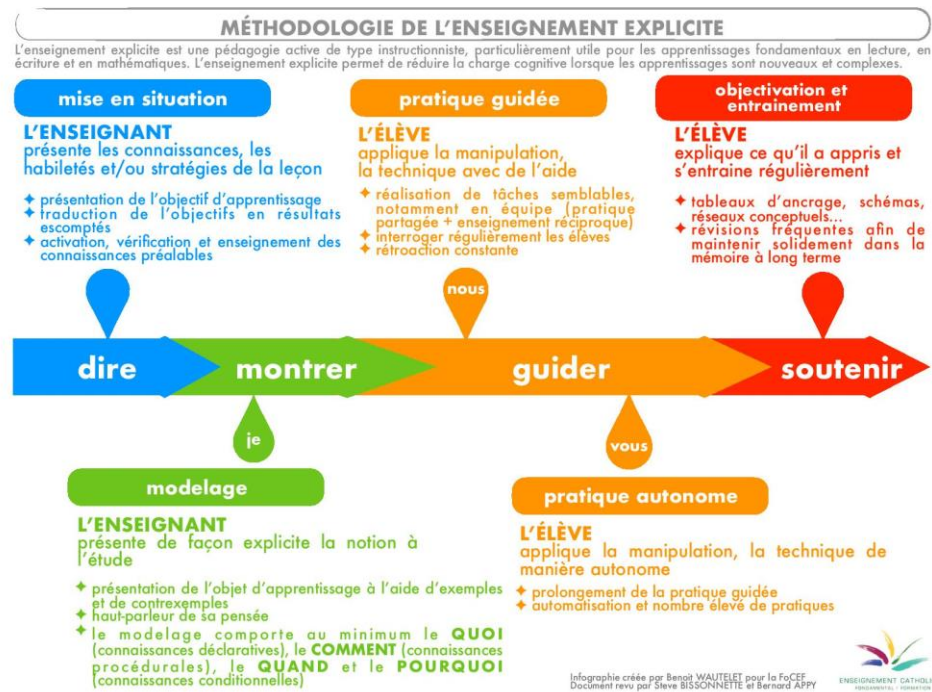 MÉTHODOLOGIE DE L'ENSEIGNEMENT EXPLICITE
L'enseignement explicite est une pédagogie active de type instructionniste, particulièrement utile pour les apprentissages fondamentaux en lecture, en
écriture et en mathématiques. L'enseignement explicite permet de réduire la charge cognitive lorsque les apprentissages sont nouveaux et complexes.
mise en situation
L'ENSEIGNANT
présente les connaissances, les
habiletés et/ou stratégies de la leçon
✦ présentation de l'objectif d'apprentissage
✦ traduction de l'objectifs en résultats
escomptés
✦ activation, vérification et enseignement des
connaissances préalables
pratique guidée
L'ÉLÈVE
applique la manipulation,
la technique avec de l'aide
✦ réalisation de tâches semblables,
notamment en équipe (pratique
partagée + enseignement réciproque)
✦ interroger régulièrement les élèves
✦ rétroaction constante
objectivation et
entrainement
L'ÉLÈVE
explique ce qu'il a appris et
s'entraine régulièrement
✦ tableaux d'ancrage, schémas,
réseaux conceptuels...
✦ révisions fréquentes afin de
maintenir solidement dans la
mémoire à long terme
nous
dire
montrer
guider
soutenir
je
vous
modelage
L'ENSEIGNANT
présente de façon explicite la notion à
l'étude
✦ présentation de l'objet d'apprentissage à l'aide d'exemples
et de contrexemples
✦ haut-parleur de sa pensée
✦ le modelage comporte au minimum le QUOI
(connaissances déclaratives), le COMMENT (connaissances
procédurales), le QUAND et le POURQUOI
(connaissances conditionnelles)
pratique autonome
L'ÉLÈVE
applique la manipulation, la technique de
manière autonome
✦ prolongement de la pratique guidée
✦ automatisation et nombre élevé de pratiques
Infographie créée par Benoit WAUTELET pour la FoCEF
Document revu par Steve BISSONNETTE et Bernard APPY
ENSEIGNEMENT CATHOLI
FONDAMENTAL / FORMATION